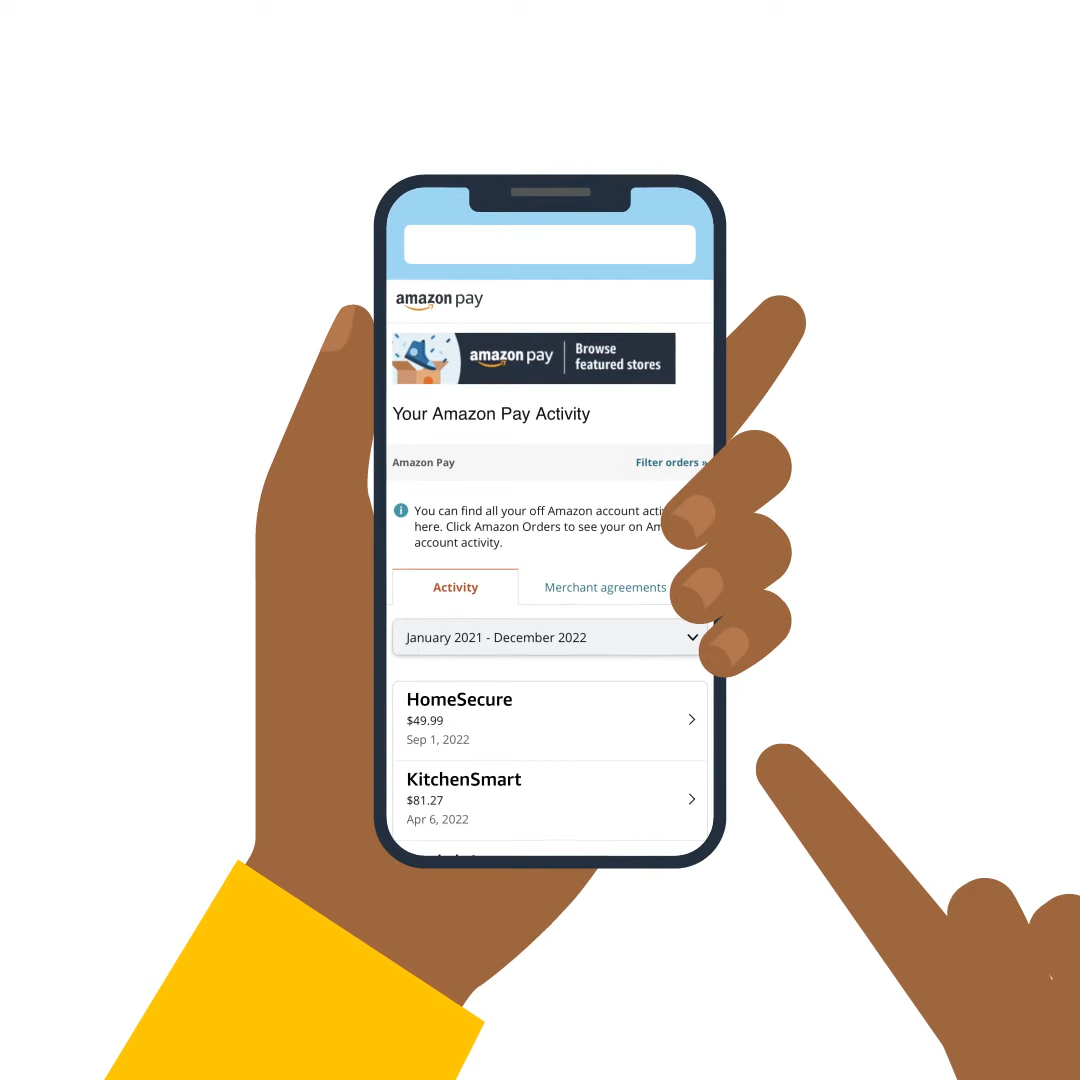 amazon pay
amazon pay
Browse
featured stores
Your Amazon Pay Activity
Amazon Pay
Filter orders »
You can find all your off Amazon account acti
here. Click Amazon Orders to see your on Am
account activity.
Activity
Merchant agreements
January 2021 - December 2022
HomeSecure
$49.99
Sep 1, 2022
KitchenSmart
$81.27
Apr 6, 2022